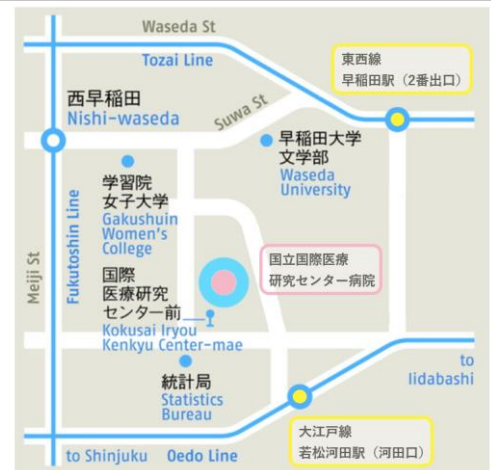 Waseda St
Tozai Line
東西線
早稲田駅（2番出口）
西早稲田
Nishi-waseda
Suwa St
早稲田大学
文学部
Waseda
University
学習院
女子大学
Gakushuin
Women's
College
Meiji St
Fukutoshin Line
国立国際医療
研究センター病院
国際
医療研究
センター前
Kokusai Iryou
Kenkyu Center-mae
統計局
Statistics
Bureau
to
Iidabashi
大江戸線
若松河田駅（河田口）
to Shinjuku
Oedo Line